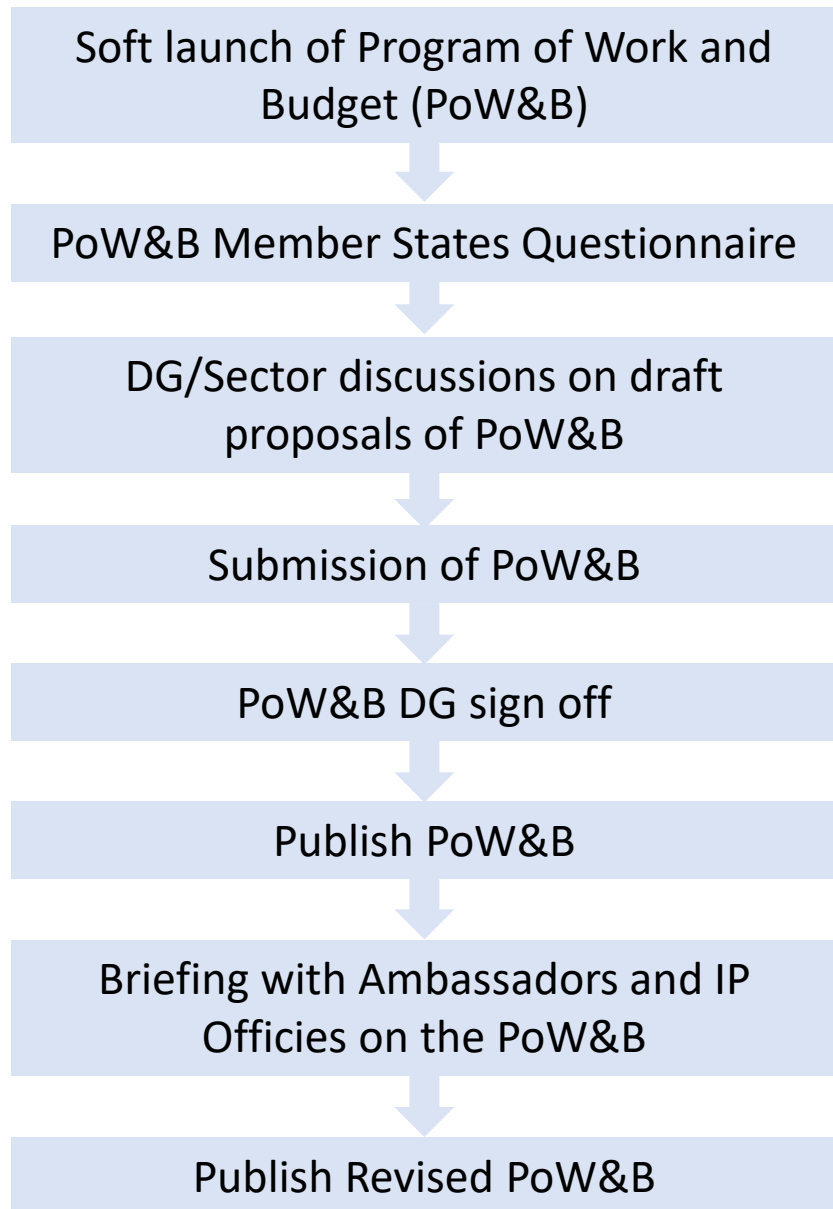 Soft launch of Program of Work and
Budget (PoW&B)
PoW&B Member States Questionnaire
DG/Sector discussions on draft
proposals of PoW&B
Submission of PoW&B
PoW&B DG sign off
Publish PoW&B
Briefing with Ambassadors and IP
Officies on the PoW&B
Publish Revised PoW&B